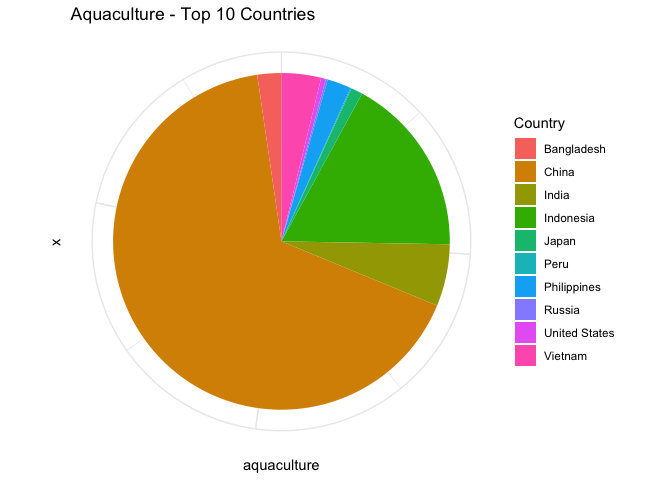 Aquaculture - Top 10 Countries
x
aquaculture
Country
Bangladesh
China
India
Indonesia
Japan
Peru
Philippines
Russia
United States
Vietnam